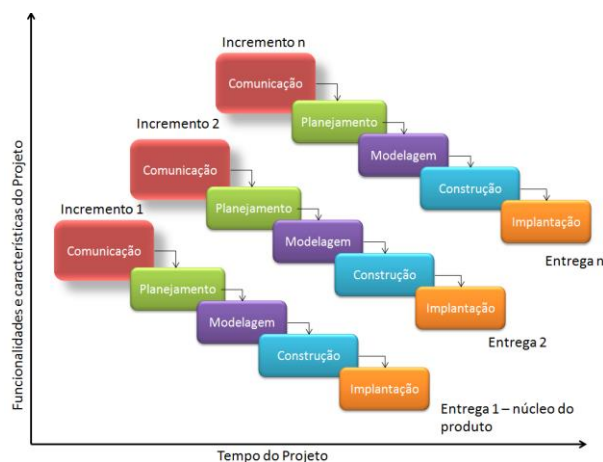 Funcionalidades e características do Projeto
Incremento n
Comunicação
Planejamento
Modelagem
Construção
Implantação
Entrega n
Incremento 2
Comunicação
Planejamento
Modelagem
Construção
Implantação
Entrega 2
Incremento 1
Comunicação
Planejamento
Modelagem
Construção
Implantação
Entrega 1 – núcleo do
produto
Tempo do Projeto